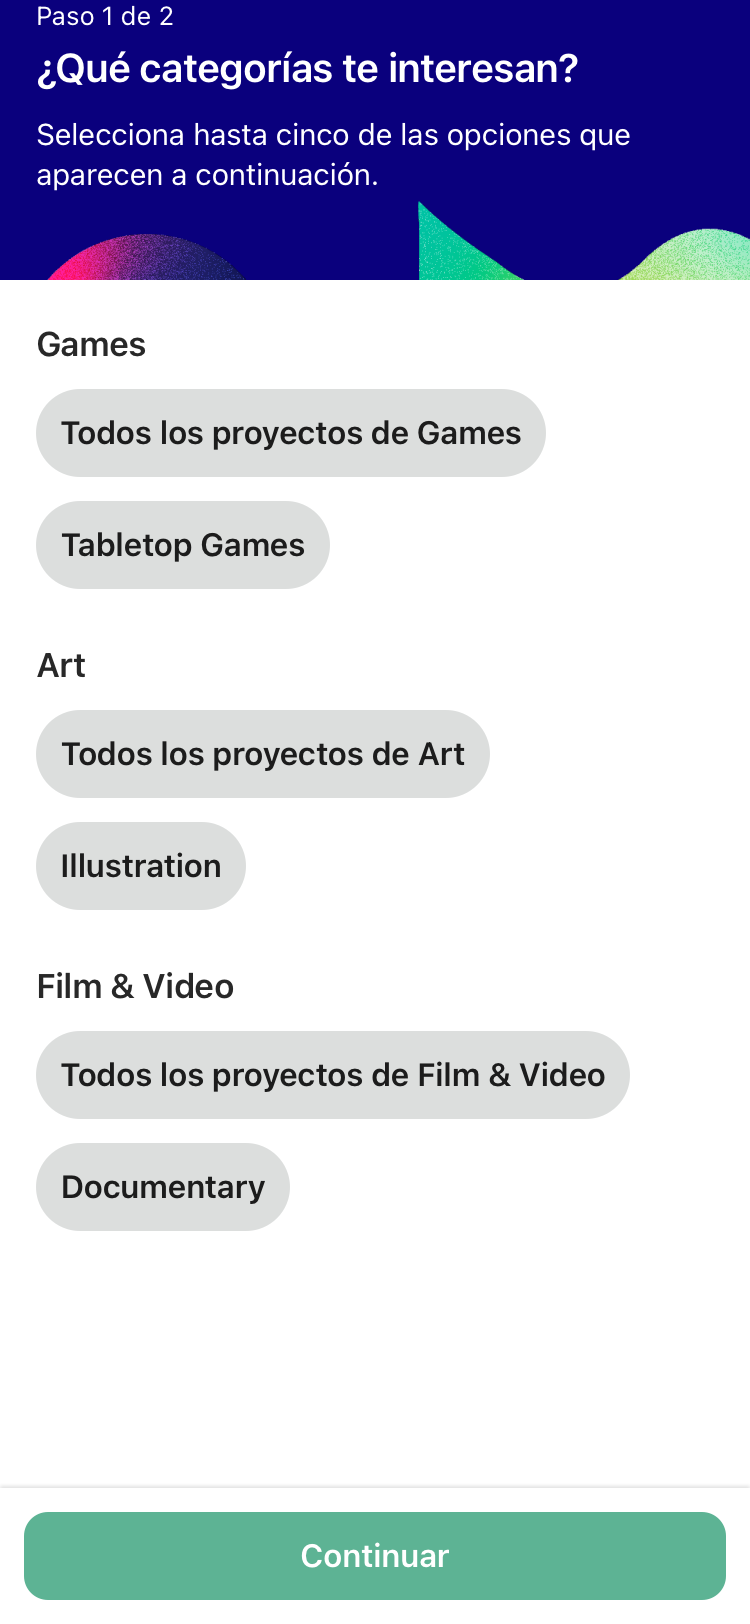 Paso 1 de 2
¿Qué categorías te interesan?
Selecciona hasta cinco de las opciones que
aparecen a continuación.
Games
Todos los proyectos de Games
Tabletop Games
Art
Todos los proyectos de Art
Illustration
Film & Video
Todos los proyectos de Film & Video
Documentary
Continuar